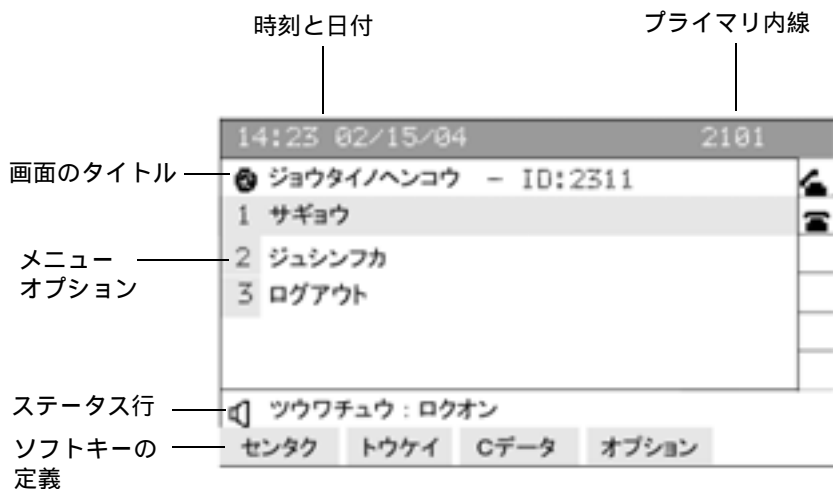 時刻と日付
プライマリ内線
14:23 02/15/04 2101
画面のタイトル
ジョウタイノヘンコウ - ID:2311
1 サギョウ
メニュー
オプション
2 ジュシンフカ
3 ログアウト
ステータス行
ツウワチュウ : ロクオン
ソフトキーの
定義
センタク トウケイ Cデータ オプション